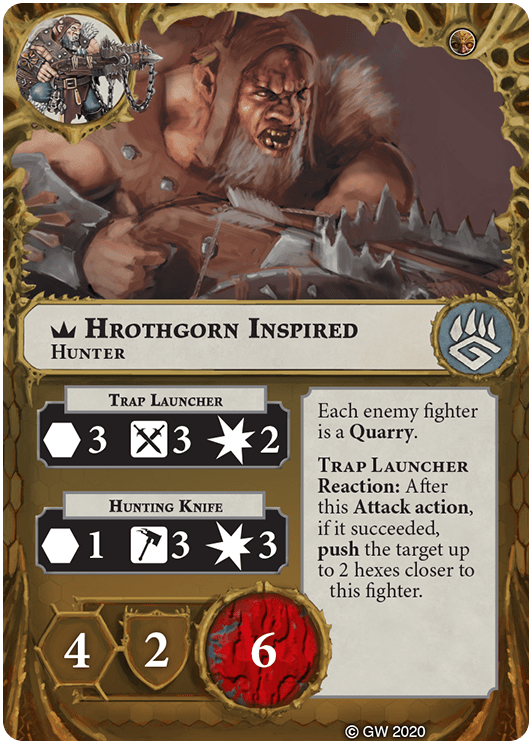 Hrothgorn Inspired
Hunter
Trap Launcher
3 3 2
Hunting Knife
1 3 3
Each enemy fighter
is a Quarry.
Trap Launcher
Reaction: After
this Attack action,
if it succeeded,
push the target up
to 2 hexes closer to
this fighter.
4 2 6
© GW 2020